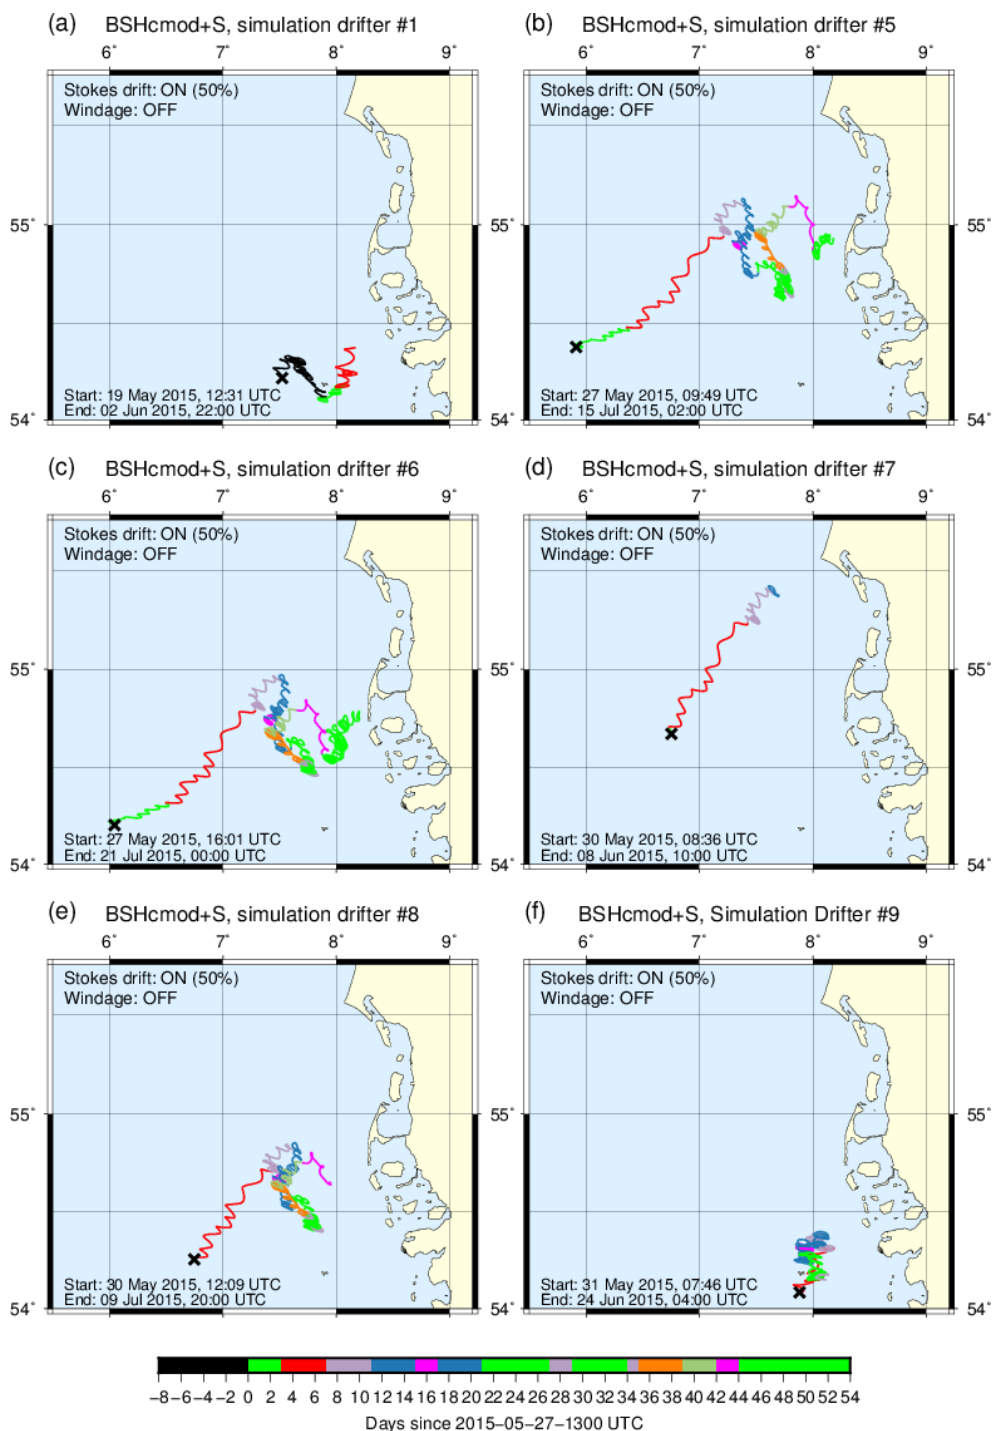 (a) BSHcmod+S, simulation drifter #1
6° 7° 8° 9°
Stokes drift: ON (50%)
Windage: OFF
55°
54°
Start: 19 May 2015, 12:31 UTC
End: 02 Jun 2015, 22:00 UTC
(b) BSHcmod+S, simulation drifter #5
6° 7° 8° 9°
Stokes drift: ON (50%)
Windage: OFF
55° 55°
54° 54°
Start: 27 May 2015, 09:49 UTC
End: 15 Jul 2015, 02:00 UTC
(c) BSHcmod+S, simulation drifter #6
6° 7° 8° 9°
Stokes drift: ON (50%)
Windage: OFF
55°
54°
Start: 27 May 2015, 16:01 UTC
End: 21 Jul 2015, 00:00 UTC
(d) BSHcmod+S, simulation drifter #7
6° 7° 8° 9°
Stokes drift: ON (50%)
Windage: OFF
55° 55°
54° 54°
Start: 30 May 2015, 08:36 UTC
End: 08 Jun 2015, 10:00 UTC
(e) BSHcmod+S, simulation drifter #8
6° 7° 8° 9°
Stokes drift: ON (50%)
Windage: OFF
55°
54°
Start: 30 May 2015, 12:09 UTC
End: 09 Jul 2015, 20:00 UTC
(f) BSHcmod+S, Simulation Drifter #9
6° 7° 8° 9°
Stokes drift: ON (50%)
Windage: OFF
55° 55°
54° 54°
Start: 31 May 2015, 07:46 UTC
End: 24 Jun 2015, 04:00 UTC
−8 −6 −4 −2 0 2 4 6 8 10 12 14 16 18 20 22 24 26 28 30 32 34 36 38 40 42 44 46 48 50 52 54
Days since 2015−05−27−1300 UTC